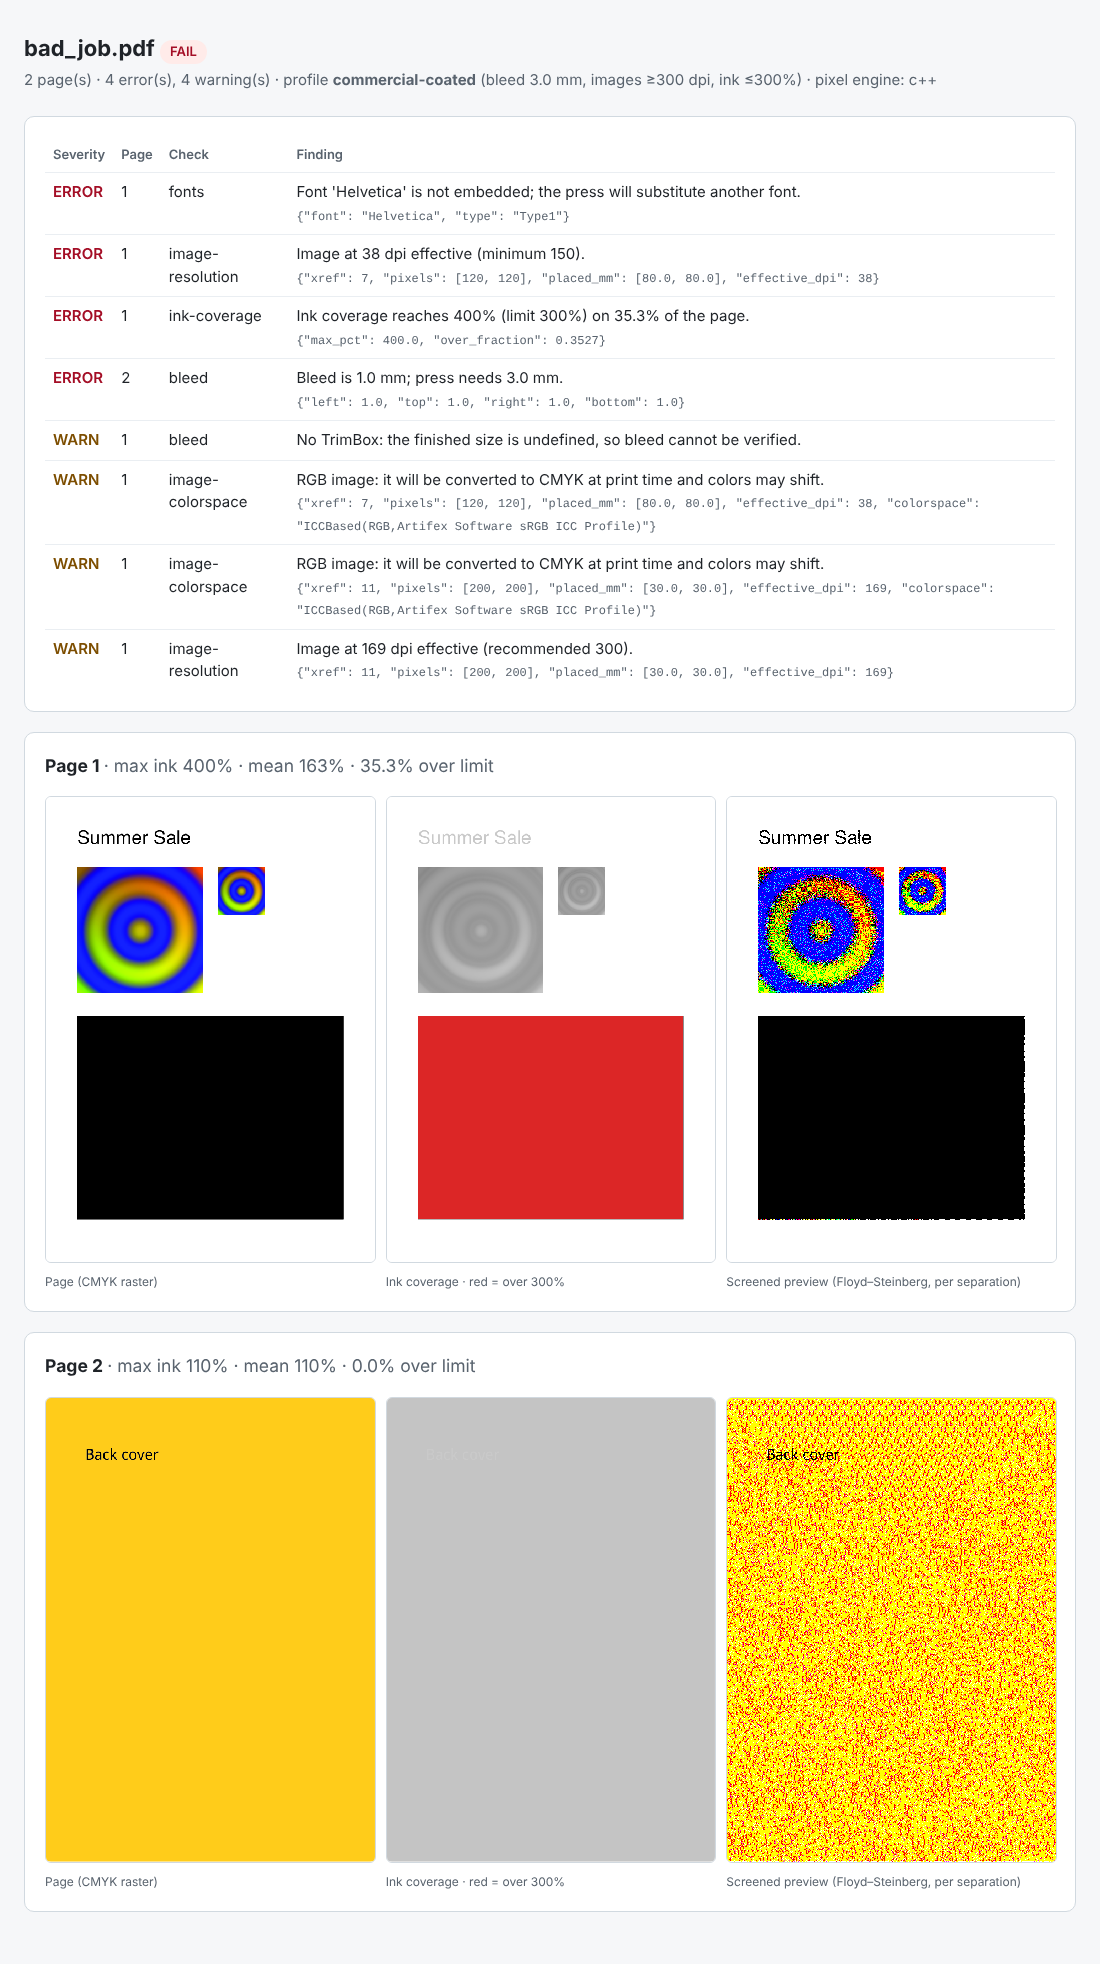 bad_job.pdf FAIL
2 page(s) · 4 error(s), 4 warning(s) · profile commercial-coated (bleed 3.0 mm, images ≥300 dpi, ink ≤300%) · pixel engine: c++
Severity Page Check Finding
ERROR 1 fonts Font 'Helvetica' is not embedded; the press will substitute another font.
{"font": "Helvetica", "type": "Type1"}
ERROR 1 image- Image at 38 dpi effective (minimum 150).
resolution {"xref": 7, "pixels": [120, 120], "placed_mm": [80.0, 80.0], "effective_dpi": 38}
ERROR 1 ink-coverage Ink coverage reaches 400% (limit 300%) on 35.3% of the page.
{"max_pct": 400.0, "over_fraction": 0.3527}
ERROR 2 bleed Bleed is 1.0 mm; press needs 3.0 mm.
{"left": 1.0, "top": 1.0, "right": 1.0, "bottom": 1.0}
WARN 1 bleed No TrimBox: the finished size is undefined, so bleed cannot be verified.
WARN 1 image- RGB image: it will be converted to CMYK at print time and colors may shift.
colorspace {"xref": 7, "pixels": [120, 120], "placed_mm": [80.0, 80.0], "effective_dpi": 38, "colorspace":
"ICCBased(RGB,Artifex Software sRGB ICC Profile)"}
WARN 1 image- RGB image: it will be converted to CMYK at print time and colors may shift.
colorspace {"xref": 11, "pixels": [200, 200], "placed_mm": [30.0, 30.0], "effective_dpi": 169, "colorspace":
"ICCBased(RGB,Artifex Software sRGB ICC Profile)"}
WARN 1 image- Image at 169 dpi effective (recommended 300).
resolution {"xref": 11, "pixels": [200, 200], "placed_mm": [30.0, 30.0], "effective_dpi": 169}
Page 1 · max ink 400% · mean 163% · 35.3% over limit
Summer Sale Summer Sale Summer Sale
Page (CMYK raster) Ink coverage · red = over 300% Screened preview (Floyd–Steinberg, per separation)
Page 2 · max ink 110% · mean 110% · 0.0% over limit
Back cover Back cover Back cover
Page (CMYK raster) Ink coverage · red = over 300% Screened preview (Floyd–Steinberg, per separation)